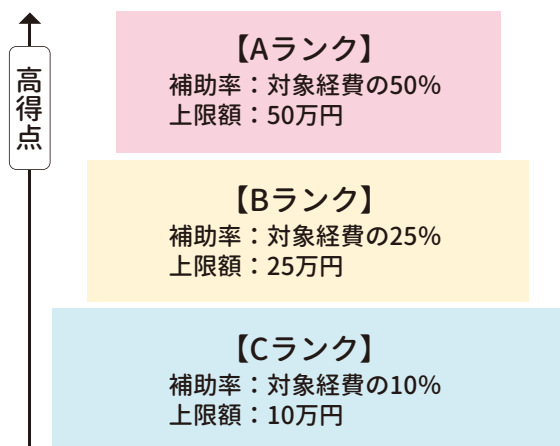 高得点
【Aランク】
補助率：対象経費の50%
上限額：50万円
【Bランク】
補助率：対象経費の25%
上限額：25万円
【Cランク】
補助率：対象経費の10%
上限額：10万円